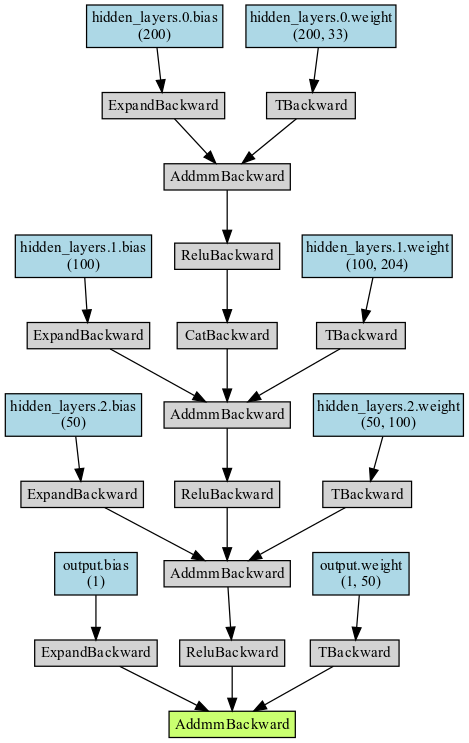 hidden_layers.0.bias
(200)
hidden_layers.0.weight
(200, 33)
ExpandBackward
TBackward
AddmmBackward
ReluBackward
hidden_layers.1.bias
(100)
hidden_layers.1.weight
(100, 204)
ExpandBackward
CatBackward
TBackward
AddmmBackward
hidden_layers.2.bias
(50)
hidden_layers.2.weight
(50, 100)
ExpandBackward
ReluBackward
TBackward
AddmmBackward
output.bias
(1)
output.weight
(1, 50)
ExpandBackward
ReluBackward
TBackward
AddmmBackward